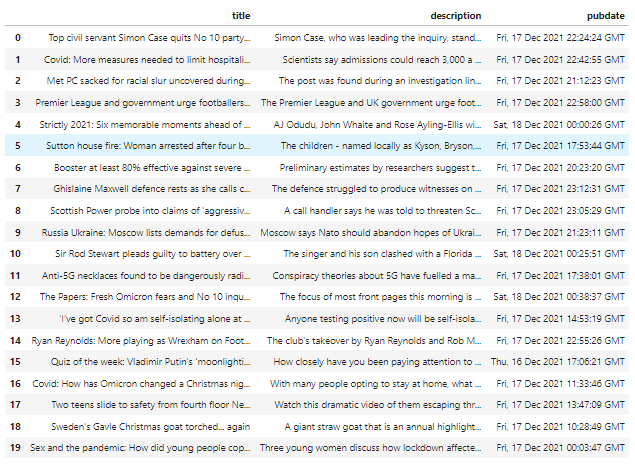 title description pubdate
0 Top civil servant Simon Case quits No 10 party... Simon Case, who was leading the inquiry, stand... Fri, 17 Dec 2021 22:24:24 GMT
1 Covid: More measures needed to limit hospitali... Scientists say admissions could reach 3,000 a ... Fri, 17 Dec 2021 22:42:55 GMT
2 Met PC sacked for racial slur uncovered during... The post was found during an investigation lin... Fri, 17 Dec 2021 21:12:23 GMT
3 Premier League and government urge footballers... The Premier League and UK government urge foot... Fri, 17 Dec 2021 22:58:00 GMT
4 Strictly 2021: Six memorable moments ahead of ... AJ Odudu, John Whaite and Rose Ayling-Ellis wi... Sat, 18 Dec 2021 00:00:26 GMT
5 Sutton house fire: Woman arrested after four b... The children - named locally as Kyson, Bryson,... Fri, 17 Dec 2021 17:53:44 GMT
6 Booster at least 80% effective against severe ... Preliminary estimates by researchers suggest t... Fri, 17 Dec 2021 20:23:20 GMT
7 Ghislaine Maxwell defence rests as she calls c... The defence struggled to produce witnesses on ... Fri, 17 Dec 2021 23:12:31 GMT
8 Scottish Power probe into claims of 'aggressiv... A call handler says he was told to threaten Sc... Fri, 17 Dec 2021 23:05:29 GMT
9 Russia Ukraine: Moscow lists demands for defus... Moscow says Nato should abandon hopes of Ukrai... Fri, 17 Dec 2021 21:23:11 GMT
10 Sir Rod Stewart pleads guilty to battery over ... The singer and his son clashed with a Florida ... Sat, 18 Dec 2021 00:25:51 GMT
11 Anti-5G necklaces found to be dangerously radi... Conspiracy theories about 5G have fuelled a ma... Fri, 17 Dec 2021 17:38:01 GMT
12 The Papers: Fresh Omicron fears and No 10 inqu... The focus of most front pages this morning is ... Sat, 18 Dec 2021 00:38:37 GMT
13 'I've got Covid so am self-isolating alone at ... Anyone testing positive now will be self-isola... Fri, 17 Dec 2021 14:53:19 GMT
14 Ryan Reynolds: More playing as Wrexham on Foot... The club's takeover by Ryan Reynolds and Rob M... Fri, 17 Dec 2021 22:55:26 GMT
15 Quiz of the week: Vladimir Putin's 'moonlighti... How closely have you been paying attention to ... Thu, 16 Dec 2021 17:06:21 GMT
16 Covid: How has Omicron changed a Christmas nig... With many people opting to stay at home, what ... Fri, 17 Dec 2021 11:33:46 GMT
17 Two teens slide to safety from fourth floor Ne... Watch this dramatic video of them escaping thr... Fri, 17 Dec 2021 13:47:09 GMT
18 Sweden's Gavle Christmas goat torched... again A giant straw goat that is an annual highlight... Fri, 17 Dec 2021 10:28:49 GMT
19 Sex and the pandemic: How did young people cop... Three young women discuss how lockdown affecte... Fri, 17 Dec 2021 00:03:47 GMT